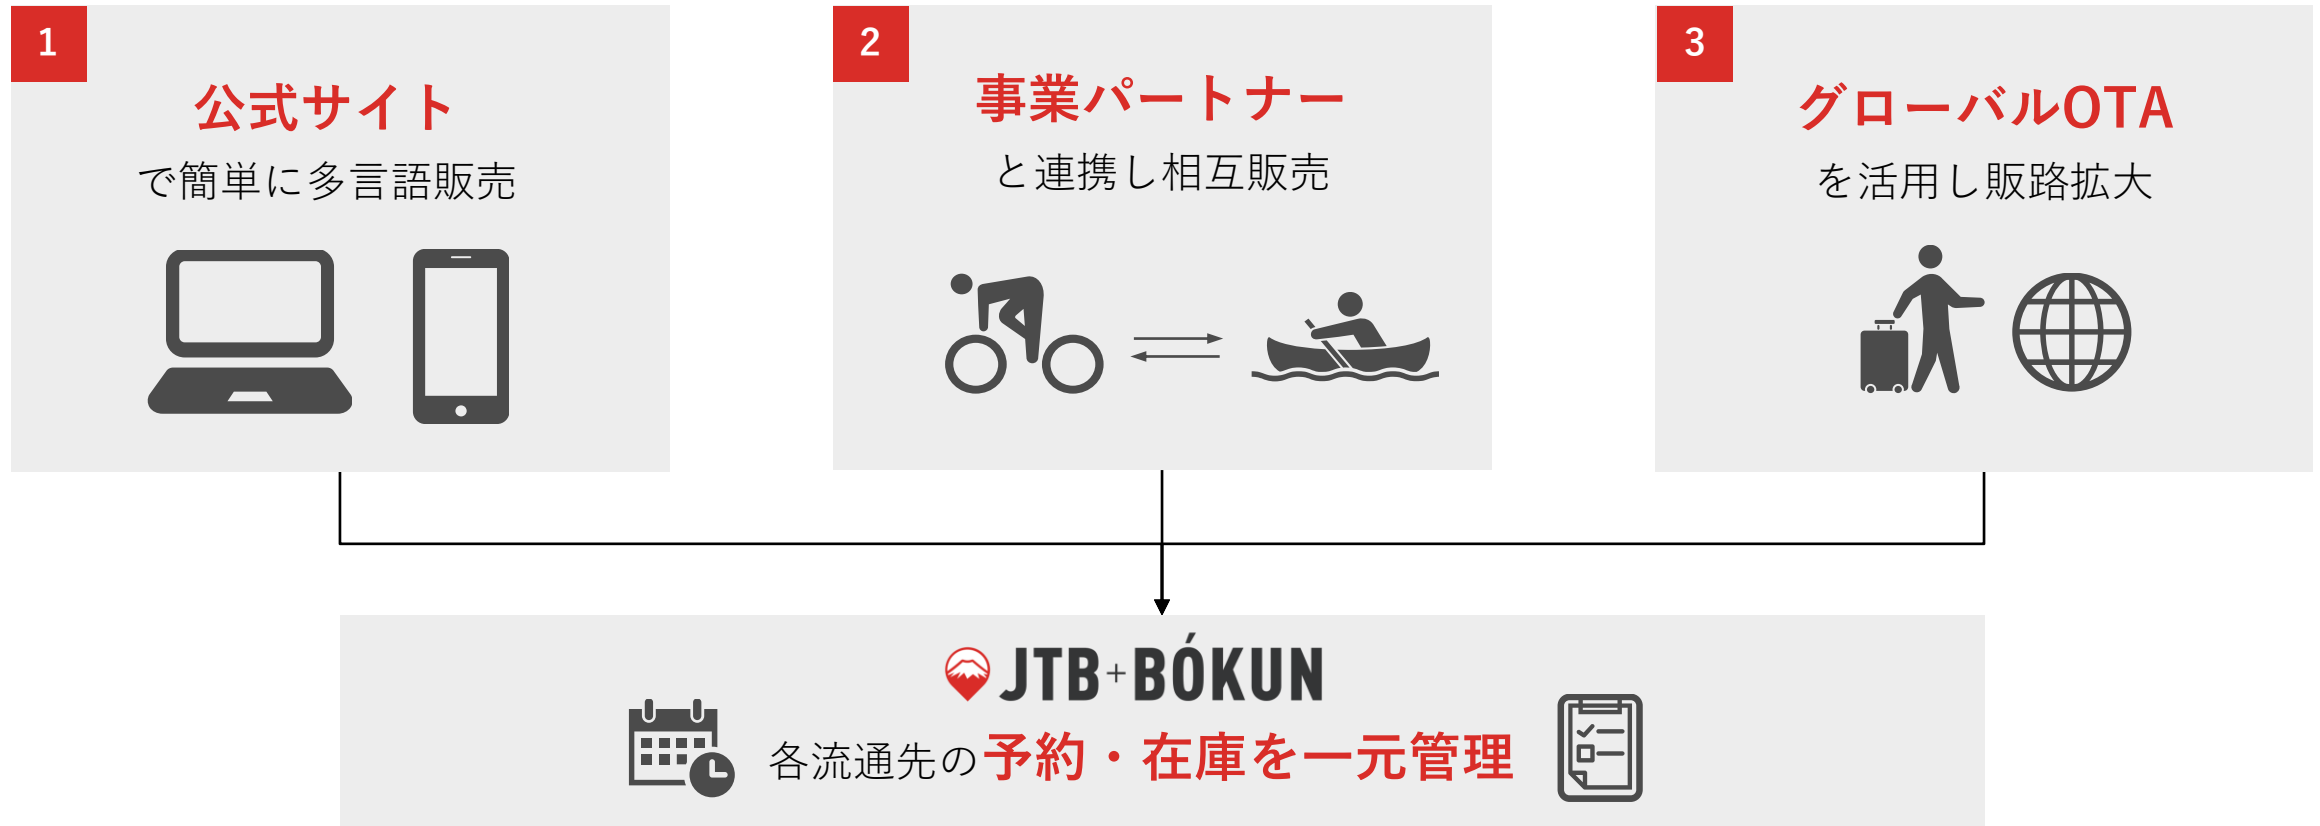 1
公式サイト
で簡単に多言語販売
2
事業パートナー
と連携し相互販売
3
グローバルOTA
を活用し販路拡大
JTB+BÓKUN
各流通先の予約・在庫を一元管理